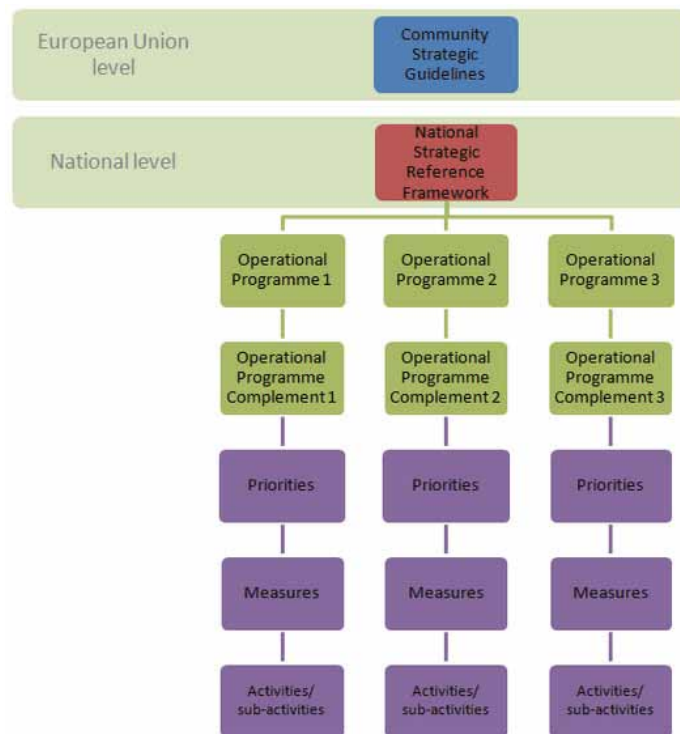 European Union
level
Community
Strategic
Guidelines
National level
National
Strategic
Reference
Framework
Operational
Programme 1
Operational
Programme 2
Operational
Programme 3
Operational
Programme
Complement 1
Operational
Programme
Complement 2
Operational
Programme
Complement 3
Priorities
Priorities
Priorities
Measures
Measures
Measures
Activities/
sub-activities
Activities/
sub-activities
Activities/
sub-activities